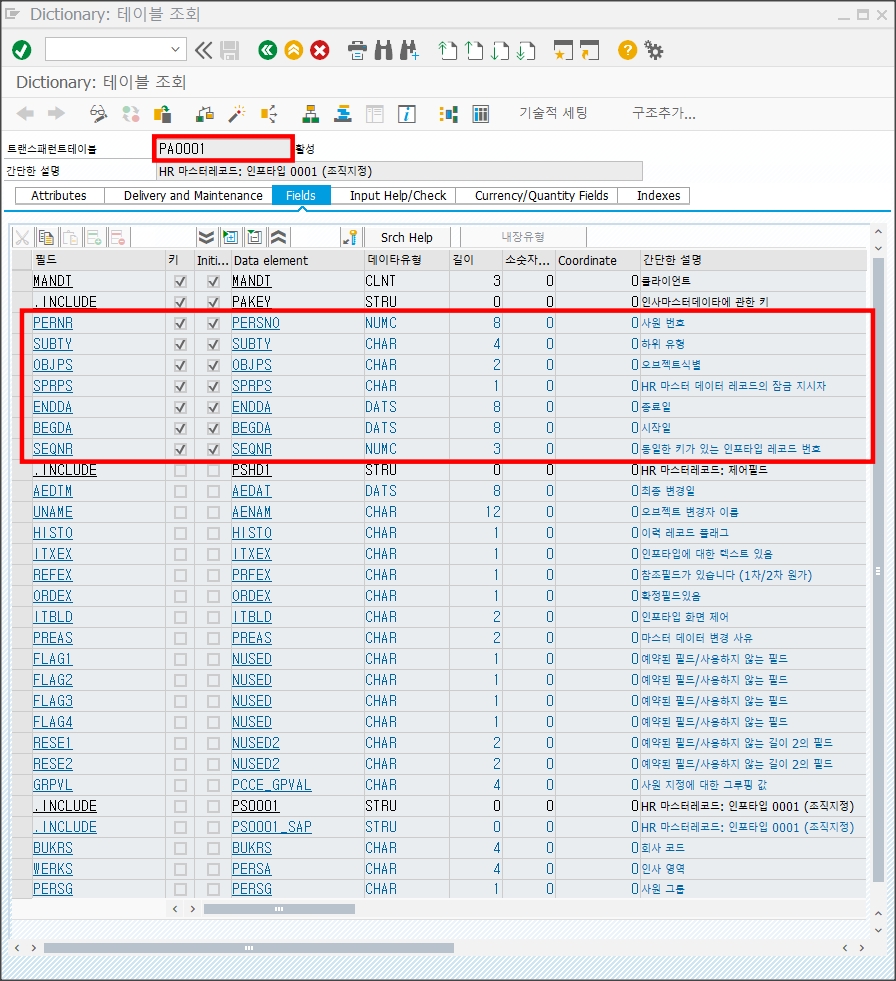 Dictionary: 테이블 조회
Dictionary: 테이블 조회
기술적 세팅 구조추가...
트랜스패런트테이블 PA0001 활성
간단한 설명 HR 마스터레코드: 인포타입 0001 (조직지정)
Attributes Delivery and Maintenance Fields Input Help/Check Currency/Quantity Fields Indexes
Srch Help 내장유형
필드 키 Initi... Data element 데이타유형 길이 소숫자... Coordinate 간단한 설명
MANDT MANDT CLNT 3 0 0 클라이언트
.INCLUDE PAKEY STRU 0 0 0 인사마스터데이타에 관한 키
PERNR PERSNO NUMC 8 0 0 사원 번호
SUBTY SUBTY CHAR 4 0 0 하위 유형
OBJPS OBJPS CHAR 2 0 0 오브젝트식별
SPRPS SPRPS CHAR 1 0 0 HR 마스터 데이터 레코드의 잠금 지시자
ENDDA ENDDA DATS 8 0 0 종료일
BEGDA BEGDA DATS 8 0 0 시작일
SEQNR SEQNR NUMC 3 0 0 동일한 키가 있는 인포타입 레코드 번호
.INCLUDE PSHD1 STRU 0 0 0 HR 마스터레코드: 제어필드
AEDTM AEDAT DATS 8 0 0 최종 변경일
UNAME AENAM CHAR 12 0 0 오브젝트 변경자 이름
HISTO HISTO CHAR 1 0 0 이력 레코드 플래그
ITXEX ITXEX CHAR 1 0 0 인포타입에 대한 텍스트 있음
REFEX PRFEX CHAR 1 0 0 참조필드가 있습니다 (1차/2차 원가)
ORDEX ORDEX CHAR 1 0 0 확정필드있음
ITBLD ITBLD CHAR 2 0 0 인포타입 화면 제어
PREAS PREAS CHAR 2 0 0 마스터 데이터 변경 사유
FLAG1 NUSED CHAR 1 0 0 예약된 필드/사용하지 않는 필드
FLAG2 NUSED CHAR 1 0 0 예약된 필드/사용하지 않는 필드
FLAG3 NUSED CHAR 1 0 0 예약된 필드/사용하지 않는 필드
FLAG4 NUSED CHAR 1 0 0 예약된 필드/사용하지 않는 필드
RESE1 NUSED2 CHAR 2 0 0 예약된 필드/사용하지 않는 길이 2의 필드
RESE2 NUSED2 CHAR 2 0 0 예약된 필드/사용하지 않는 길이 2의 필드
GRPVL PCCE_GPVAL CHAR 4 0 0 사원 지정에 대한 그루핑 값
.INCLUDE PS0001 STRU 0 0 0 HR 마스터레코드: 인포타입 0001 (조직지정)
.INCLUDE PS0001_SAP STRU 0 0 0 HR 마스터레코드: 인포타입 0001 (조직지정)
BUKRS BUKRS CHAR 4 0 0 회사 코드
WERKS PERSA CHAR 4 0 0 인사 영역
PERSG PERSG CHAR 1 0 0 사원 그룹